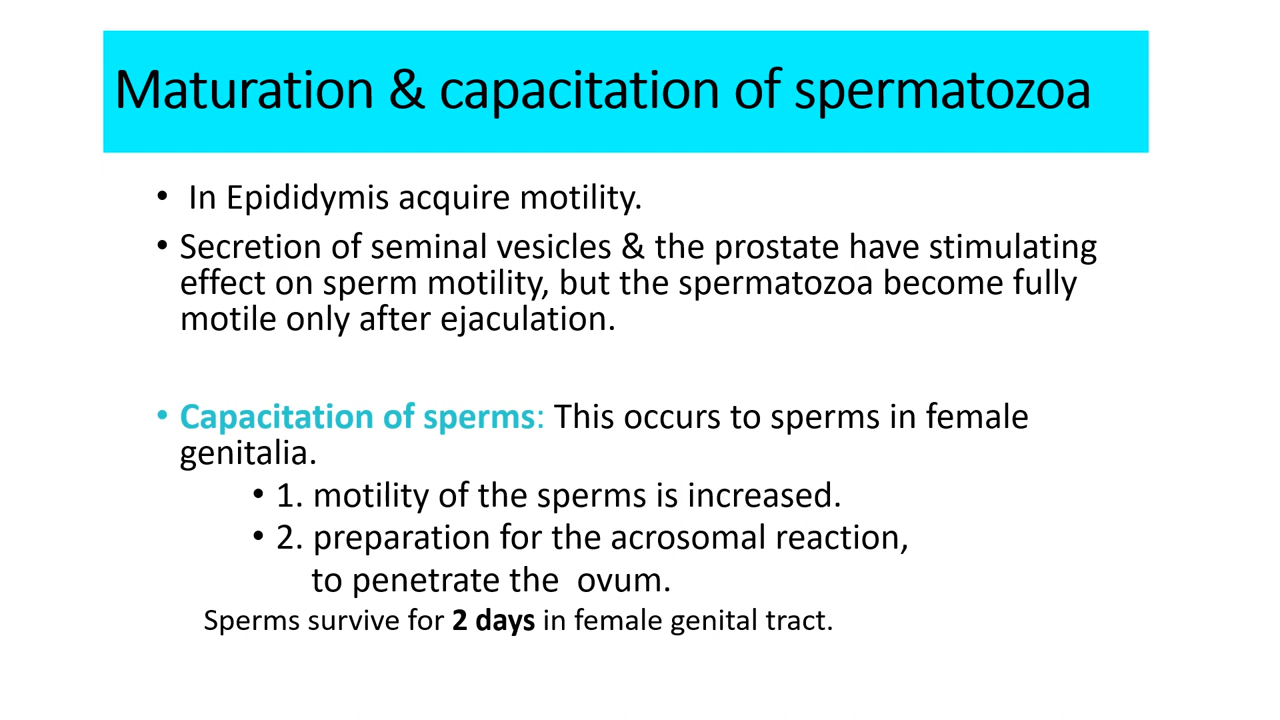 Maturation & capacitation of spermatozoa
• In Epididymis acquire motility.
• Secretion of seminal vesicles & the prostate have stimulating
effect on sperm motility, but the spermatozoa become fully
motile only after ejaculation.
• Capacitation of sperms: This occurs to sperms in female
genitalia.
• 1. motility of the sperms is increased.
• 2. preparation for the acrosomal reaction,
to penetrate the ovum.
Sperms survive for 2 days in female genital tract.